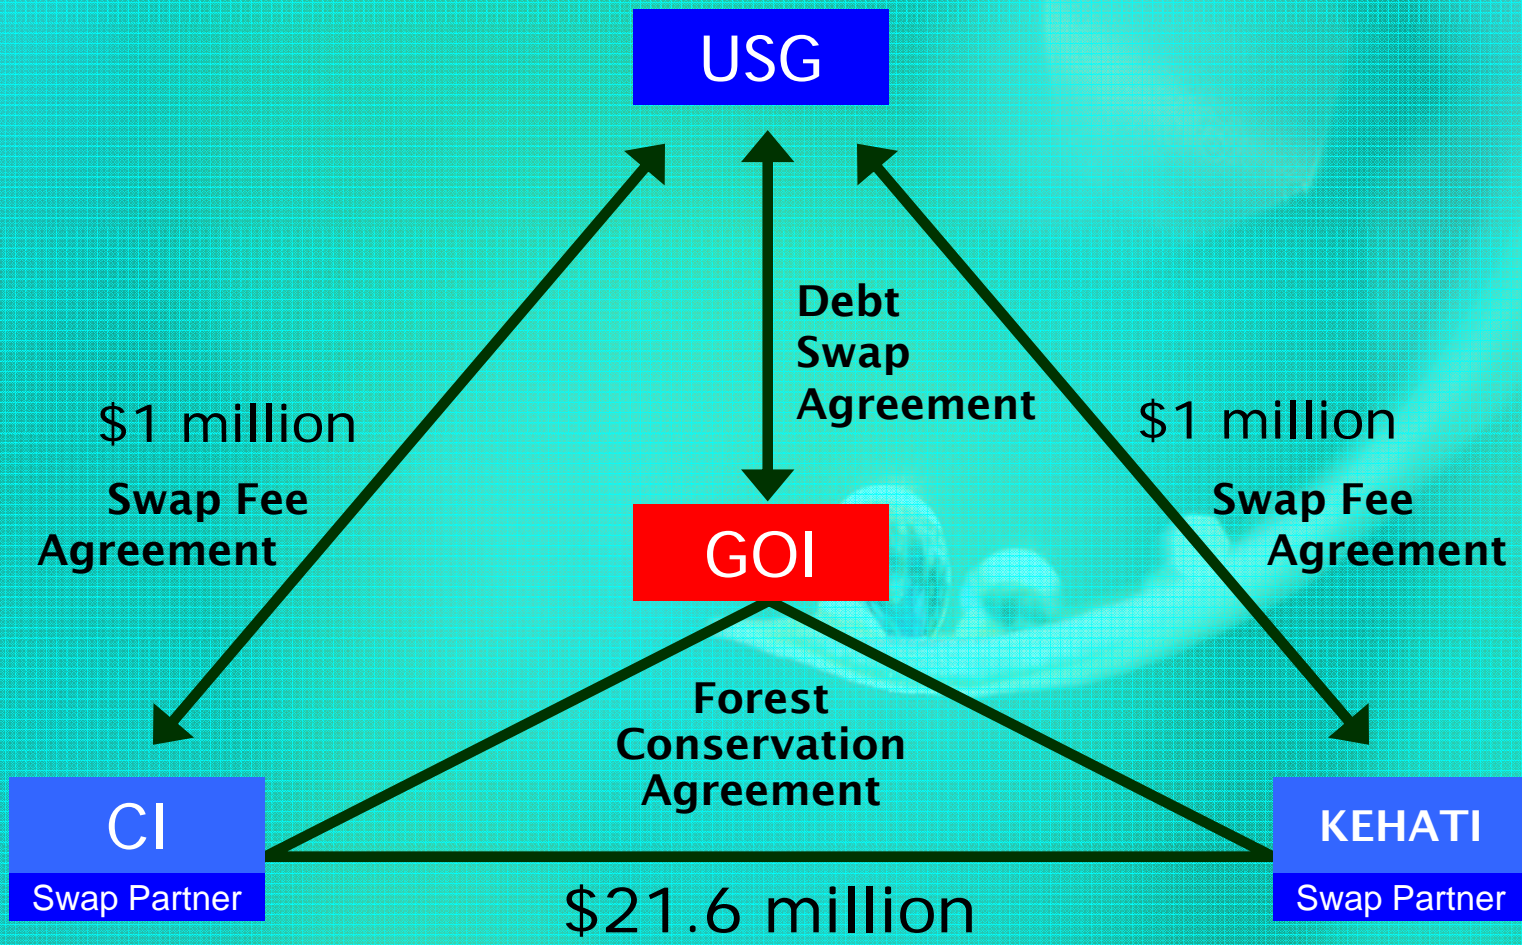 USG
Debt
Swap
Agreement
$1 million
$1 million
Swap Fee
Agreement
Swap Fee
Agreement
GOI
Forest
Conservation
Agreement
CI
KEHATI
Swap Partner
Swap Partner
$21.6 million